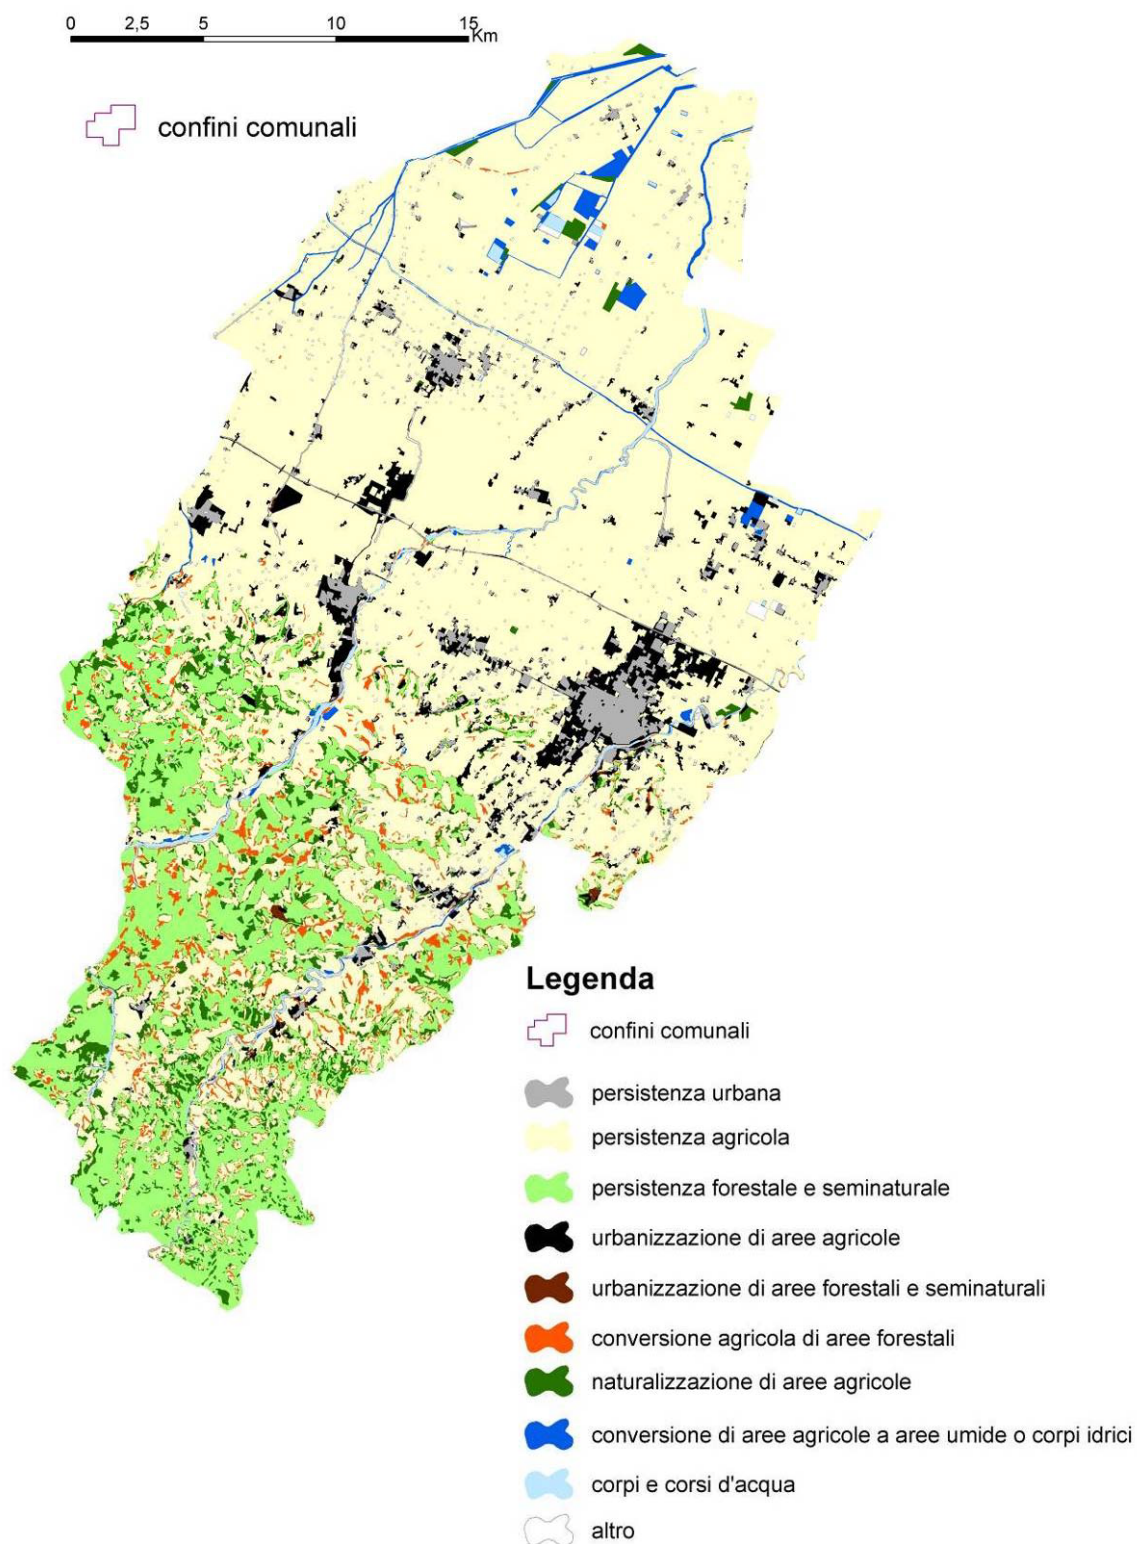 0 2,5 5 10 15
Km
confini comunali
Legenda
confini comunali
persistenza urbana
persistenza agricola
persistenza forestale e seminaturale
urbanizzazione di aree agricole
urbanizzazione di aree forestali e seminaturali
conversione agricola di aree forestali
naturalizzazione di aree agricole
conversione di aree agricole a aree umide o corpi idrici
corpi e corsi d'acqua
altro